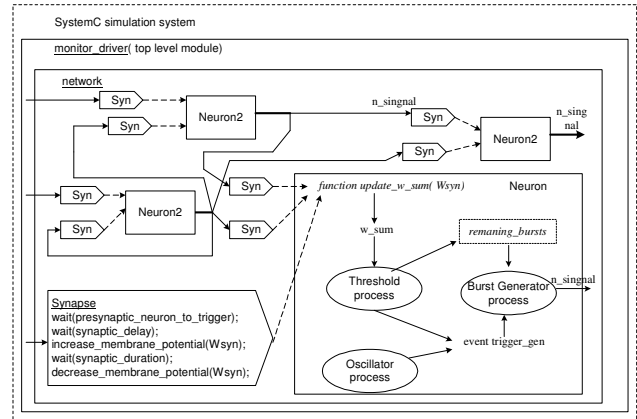 SystemC simulation system
monitor_driver( top level module)
network
Syn
Neuron2
Syn
n_singnal
Syn
Syn
Neuron2
n_sing
nal
Syn
Syn
Neuron2
Syn
Syn
function update_w_sum( Wsyn)
Neuron
w_sum
remaning_bursts
Threshold
process
Burst Generator
process
n_singnal
event trigger_gen
Oscillator
process
Synapse
wait(presynaptic_neuron_to_trigger);
wait(synaptic_delay);
increase_membrane_potential(Wsyn);
wait(synaptic_duration);
decrease_membrane_potential(Wsyn);